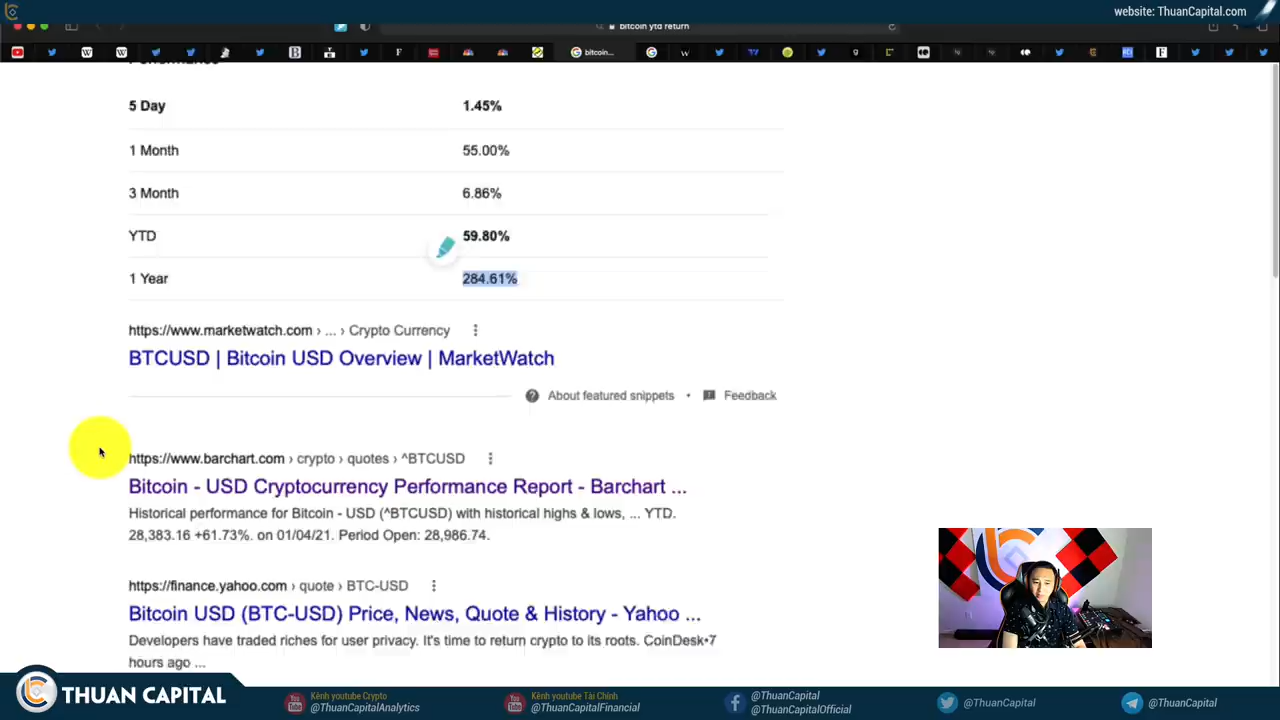 website: ThuanCapital.com
bitcoin ytd return
bitcoin...
5 Day 1.45%
1 Month 55.00%
3 Month 6.86%
YTD 59.80%
1 Year 284.61%
https://www.marketwatch.com › ... › Crypto Currency
BTCUSD | Bitcoin USD Overview | MarketWatch
About featured snippets • Feedback
https://www.barchart.com › crypto › quotes › ^BTCUSD
Bitcoin - USD Cryptocurrency Performance Report - Barchart ...
Historical performance for Bitcoin - USD (^BTCUSD) with historical highs & lows, ... YTD.
28,383.16 +61.73%. on 01/04/21. Period Open: 28,986.74.
https://finance.yahoo.com › quote › BTC-USD
Bitcoin USD (BTC-USD) Price, News, Quote & History - Yahoo ...
Developers have traded riches for user privacy. It's time to return crypto to its roots. CoinDesk•7
hours ago ...
THUAN CAPITAL
Kênh youtube Crypto
@ThuanCapitalAnalytics
Kênh youtube Tài Chính
@ThuanCapitalFinancial
@ThuanCapital
@ThuanCapitalOfficial
@ThuanCapital
@ThuanCapital